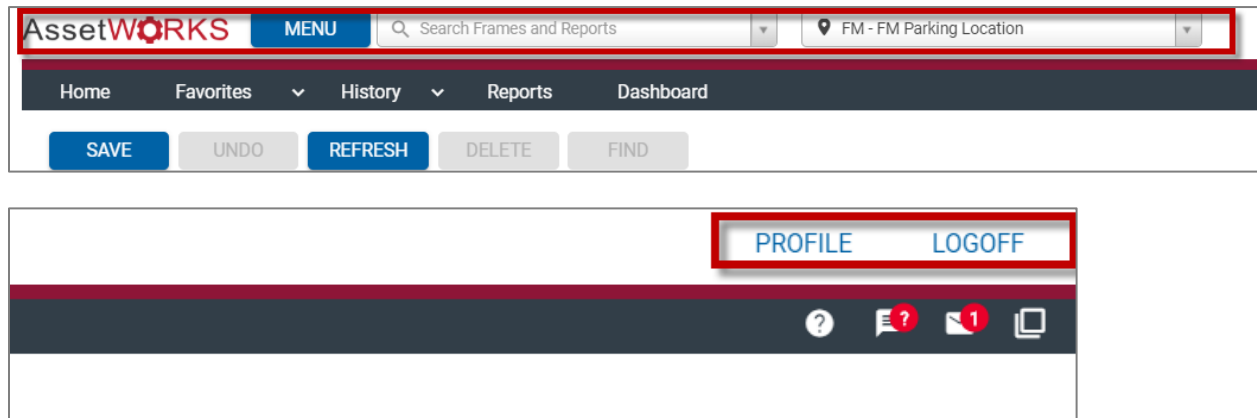 AssetWORKS MENU Search Frames and Reports FM - FM Parking Location
Home Favorites History Reports Dashboard
SAVE UNDO REFRESH DELETE FIND
PROFILE LOGOFF
? ? 1